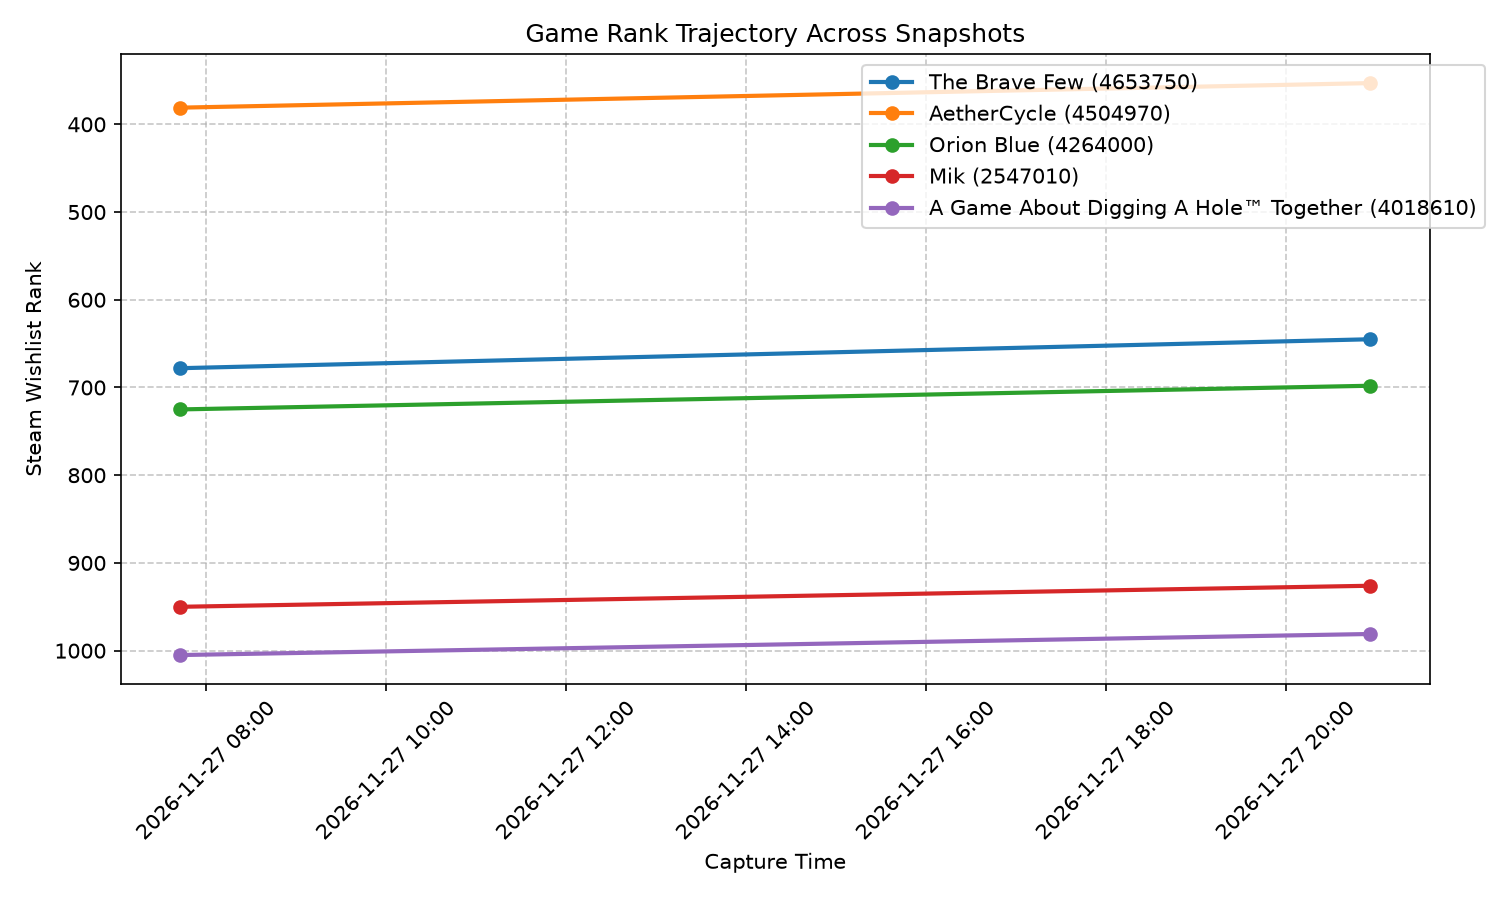 Game Rank Trajectory Across Snapshots
The Brave Few (4653750)
AetherCycle (4504970)
Orion Blue (4264000)
Mik (2547010)
A Game About Digging A Hole™ Together (4018610)
Steam Wishlist Rank
400
500
600
700
800
900
1000
2026-11-27 08:00
2026-11-27 10:00
2026-11-27 12:00
2026-11-27 14:00
2026-11-27 16:00
2026-11-27 18:00
2026-11-27 20:00
Capture Time